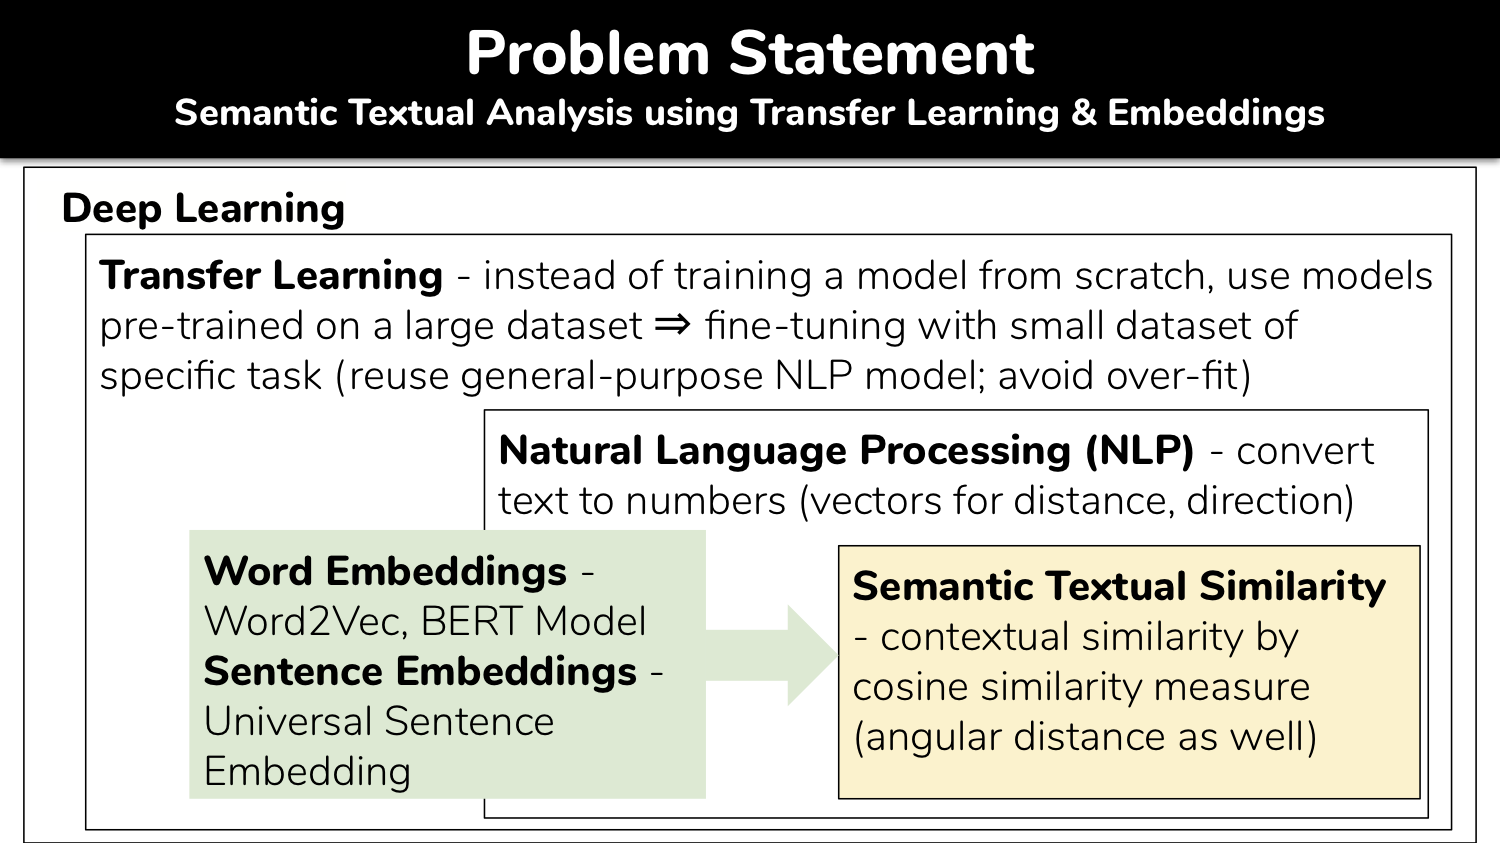 Problem Statement
Semantic Textual Analysis using Transfer Learning & Embeddings
Deep Learning
Transfer Learning - instead of training a model from scratch, use models
pre-trained on a large dataset ⇒ fine-tuning with small dataset of
specific task (reuse general-purpose NLP model; avoid over-fit)
Natural Language Processing (NLP) - convert
text to numbers (vectors for distance, direction)
Word Embeddings -
Word2Vec, BERT Model
Sentence Embeddings -
Universal Sentence
Embedding
Semantic Textual Similarity
- contextual similarity by
cosine similarity measure
(angular distance as well)